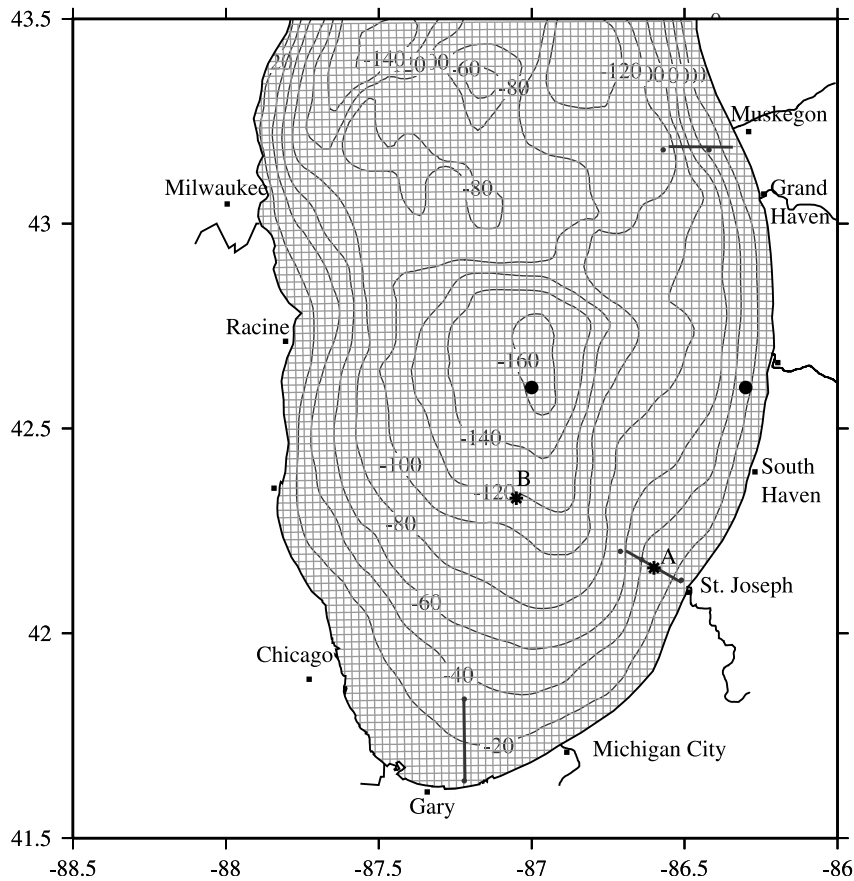 43.5
0
-140
-60
-80
-120
Muskegon
Milwaukee
-80
Grand
Haven
43
Racine
-160
42.5
-140
-100
B
-120
South
Haven
-80
A
St. Joseph
-60
42
Chicago
-40
-20
Michigan City
Gary
41.5
-88.5
-88
-87.5
-87
-86.5
-86